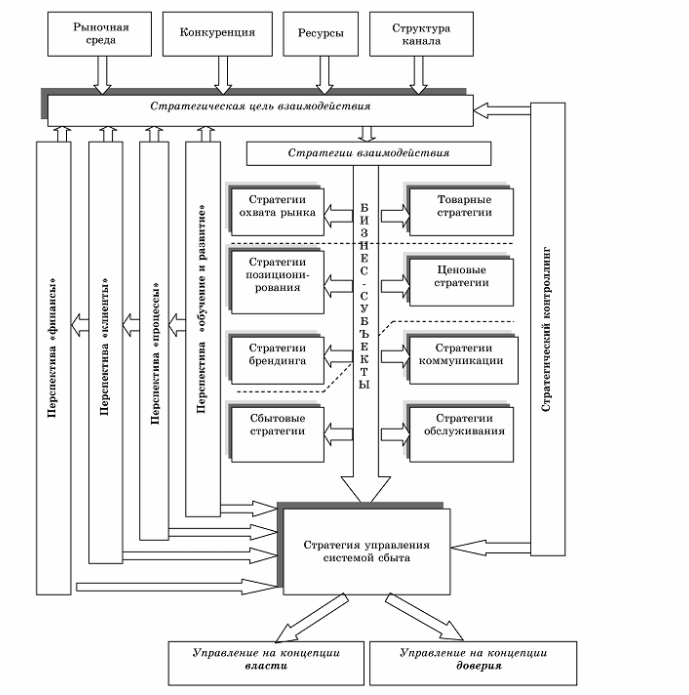 Рыночная
среда
Конкуренция
Ресурсы
Структура
канала
Стратегическая цель взаимодействия
Стратегии взаимодействия
Перспектива «финансы»
Перспектива «клиенты»
Перспектива «процессы»
Перспектива «обучение и развитие»
Стратегии
охвата рынка
Стратегии
позициони-
рования
Стратегии
брендинга
Сбытовые
стратегии
БИЗНЕС-СУБЪЕКТЫ
Товарные
стратегии
Ценовые
стратегии
Стратегии
коммуникации
Стратегии
обслуживания
Стратегический контроллинг
Стратегия управления
системой сбыта
Управление на концепции
власти
Управление на концепции
доверия